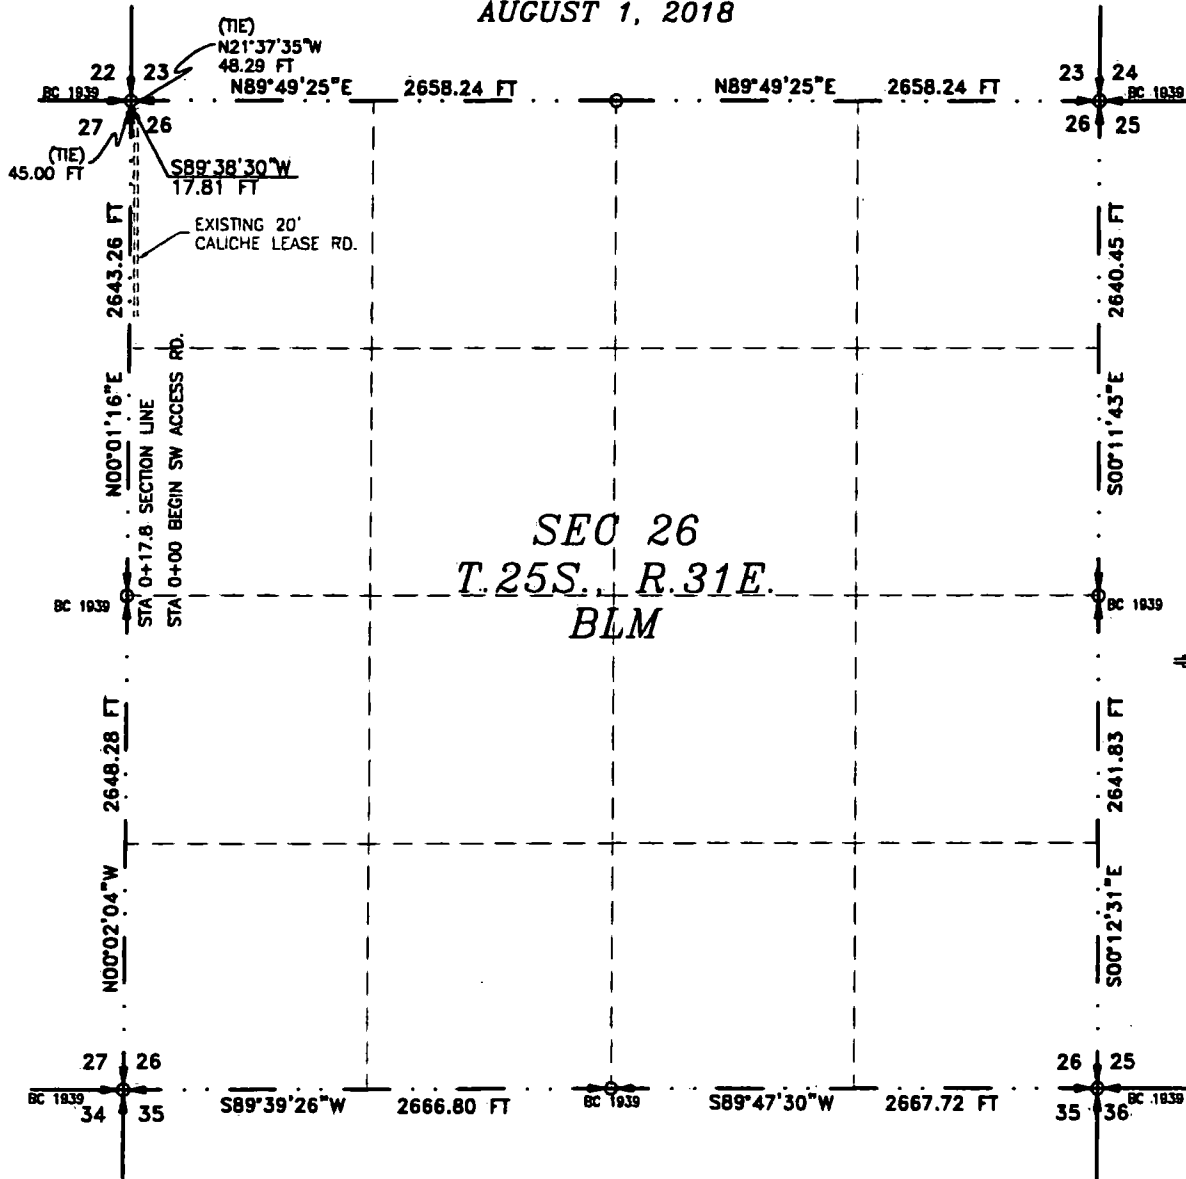 AUGUST 1, 2018
(TIE)
N21°37'35"W
48.29 FT
22 23
BC 1939
27 26
N89°49'25"E 2658.24 FT
N89°49'25"E 2658.24 FT
23 24
BC 1939
26 25
(TIE)
45.00 FT
S89°38'30"W
17.81 FT
EXISTING 20'
CALICHE LEASE RD.
N00°01'16"E 2643.26 FT
STA 0+17.8 SECTION LINE
STA 0+00 BEGIN SW ACCESS RD.
S00°11'43"E 2640.45 FT
SEC 26
T.25S., R.31E.
BLM
BC 1939
BC 1939
N00°02'04"W 2648.28 FT
S00°12'31"E 2641.83 FT
27 26
BC 1939
34 35
S89°39'26"W 2666.80 FT
BC 1939
S89°47'30"W 2667.72 FT
26 25
BC 1939
35 36